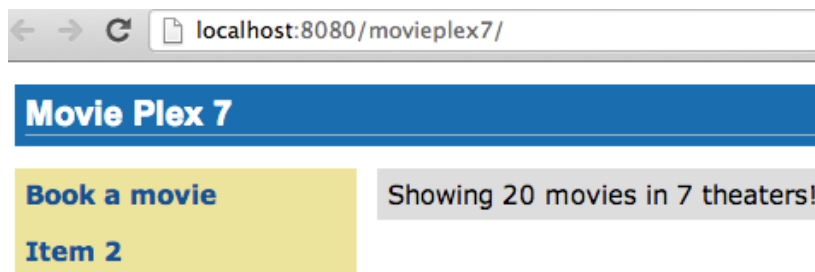 localhost:8080/movieplex7/
Movie Plex 7
Book a movie
Showing 20 movies in 7 theaters!
Item 2